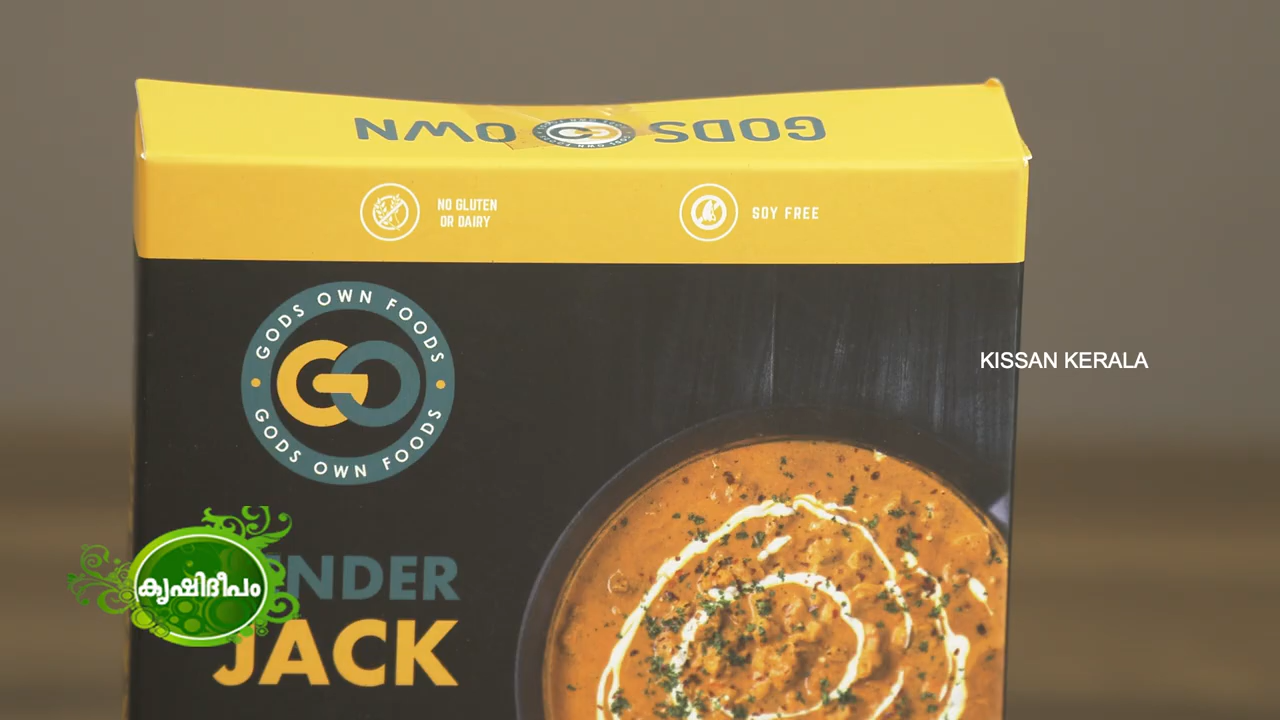 GODS OWN
NO GLUTEN
OR DAIRY
SOY FREE
GODS OWN FOODS
GODS OWN FOODS
GO
KISSAN KERALA
കൃഷിദീപം
NDER
JACK